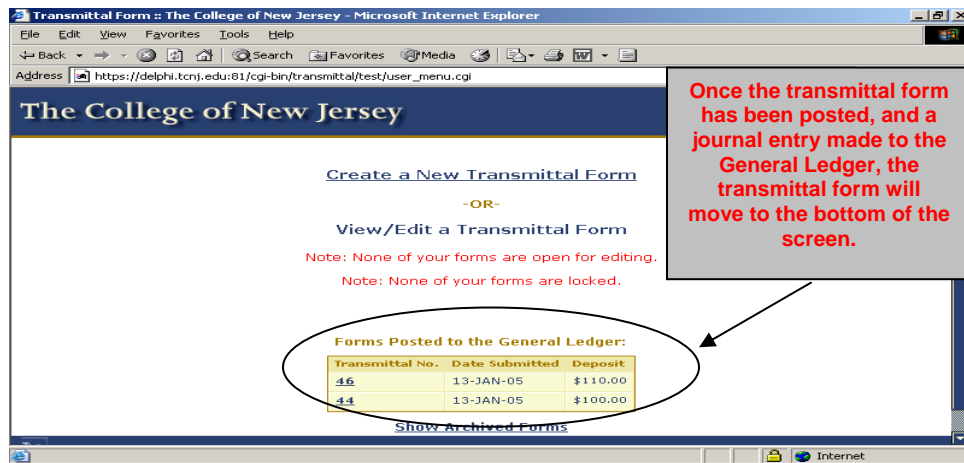 Transmittal Form :: The College of New Jersey - Microsoft Internet Explorer
File Edit View Favorites Tools Help
Back Search Favorites Media
Address https://delphi.tcnj.edu:81/cgi-bin/transmittal/test/user_menu.cgi
The College of New Jersey
Once the transmittal form
has been posted, and a
journal entry made to the
General Ledger, the
transmittal form will
move to the bottom of the
screen.
Create a New Transmittal Form
-OR-
View/Edit a Transmittal Form
Note: None of your forms are open for editing.
Note: None of your forms are locked.
Forms Posted to the General Ledger:
Transmittal No. Date Submitted Deposit
46 13-JAN-05 $110.00
44 13-JAN-05 $100.00
Show Archived Forms
Internet